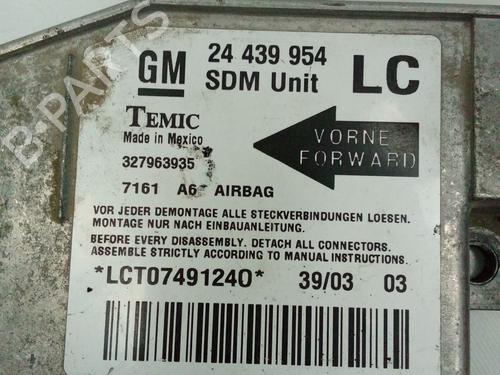 B-PARTS
GM 24 439 954 LC
SDM Unit
TEMIC
Made in Mexico
327963935
VORNE
FORWARD
7161 A6 AIRBAG
VOR JEDER DEMONTAGE ALLE STECKVERBINDUNGEN LOESEN.
MONTAGE NUR NACH EINBAUANLEITUNG.
BEFORE EVERY DISASSEMBLY. DETACH ALL CONNECTORS.
ASSEMBLE STRICTLY ACCORDING TO MANUAL INSTRUCTIONS.
*LCT07491240* 39/03 03